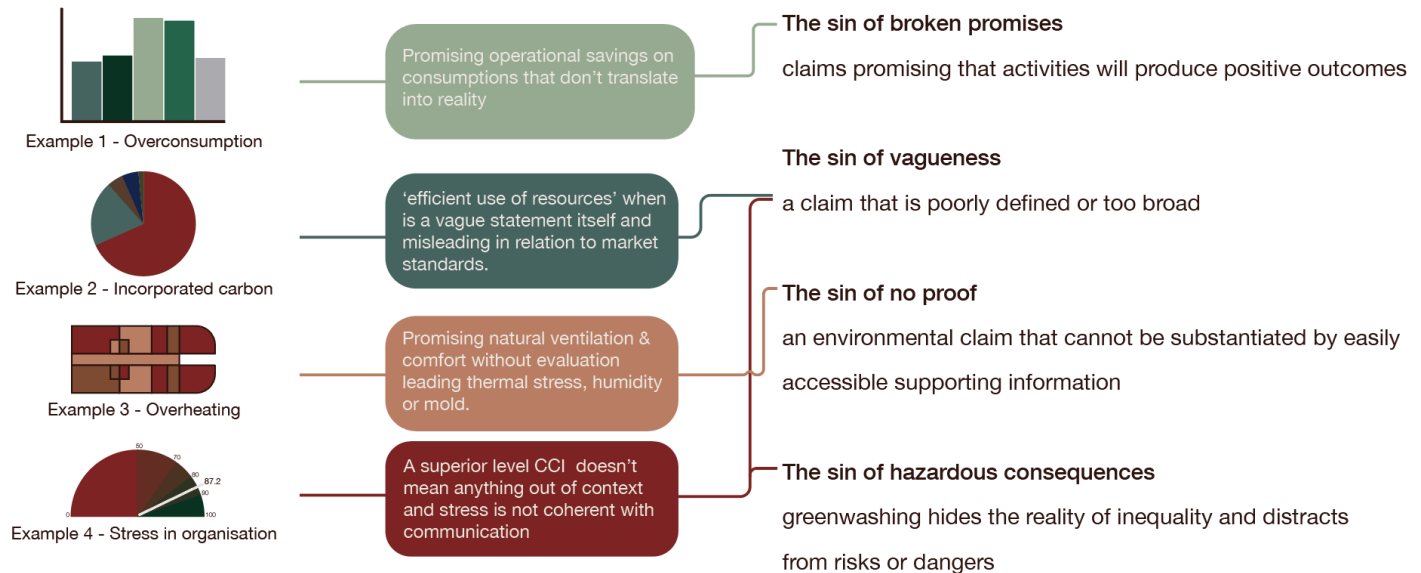 Example 1 - Overconsumption
Promising operational savings on
consumptions that don't translate
into reality
The sin of broken promises
claims promising that activities will produce positive outcomes
Example 2 - Incorporated carbon
'efficient use of resources' when
is a vague statement itself and
misleading in relation to market
standards.
The sin of vagueness
a claim that is poorly defined or too broad
Example 3 - Overheating
Promising natural ventilation &
comfort without evaluation
leading thermal stress, humidity
or mold.
The sin of no proof
an environmental claim that cannot be substantiated by easily
accessible supporting information
0
50
70
80
87.2
90
100
Example 4 - Stress in organisation
A superior level CCI doesn't
mean anything out of context
and stress is not coherent with
communication
The sin of hazardous consequences
greenwashing hides the reality of inequality and distracts
from risks or dangers